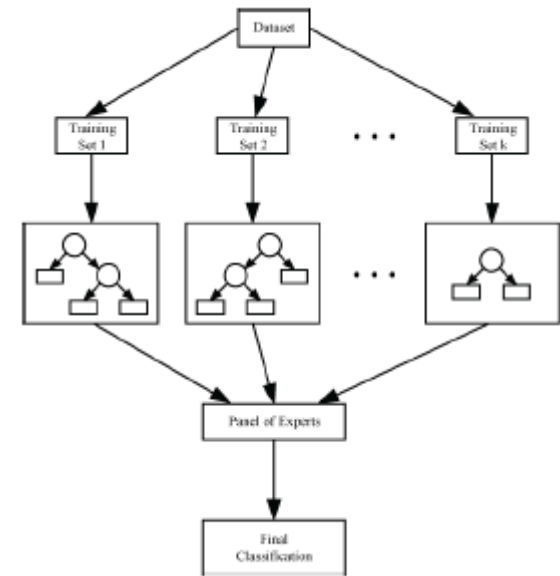 Dataset
Training
Set 1
Training
Set 2
. . .
Training
Set k
. . .
Panel of Experts
Final
Classification